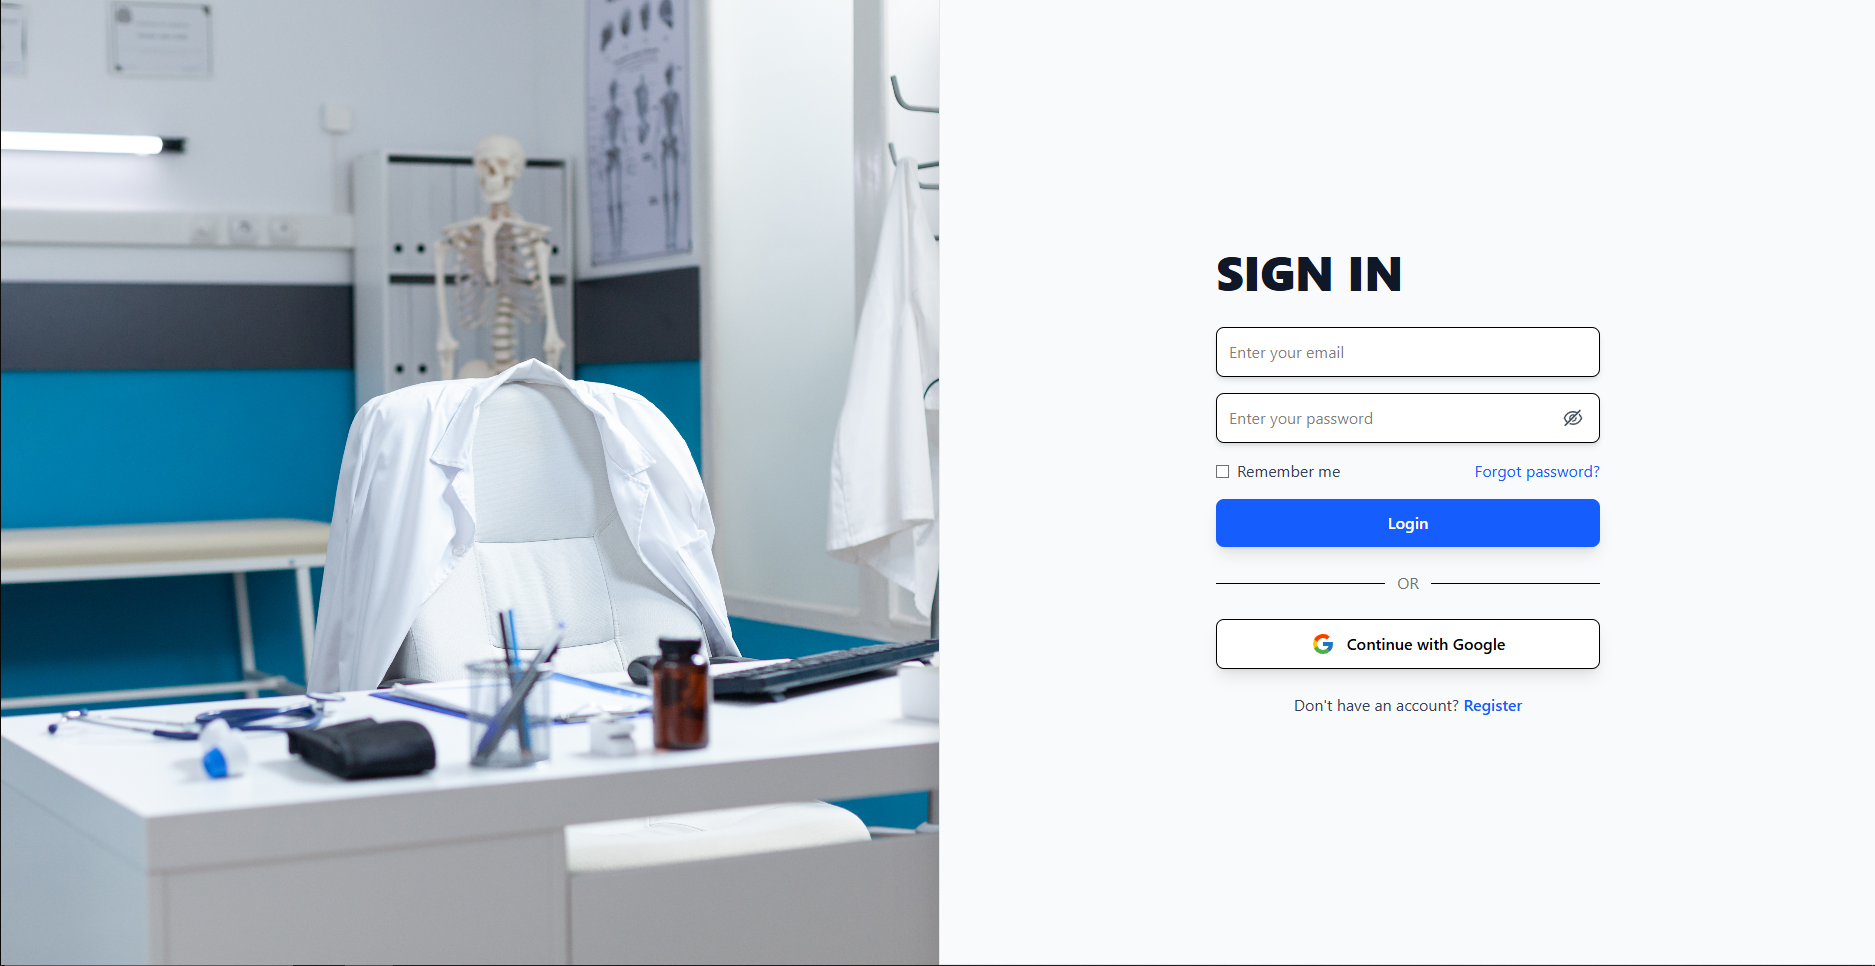 SIGN IN
Enter your email
Enter your password
Remember me
Forgot password?
Login
OR
Continue with Google
Don't have an account? Register